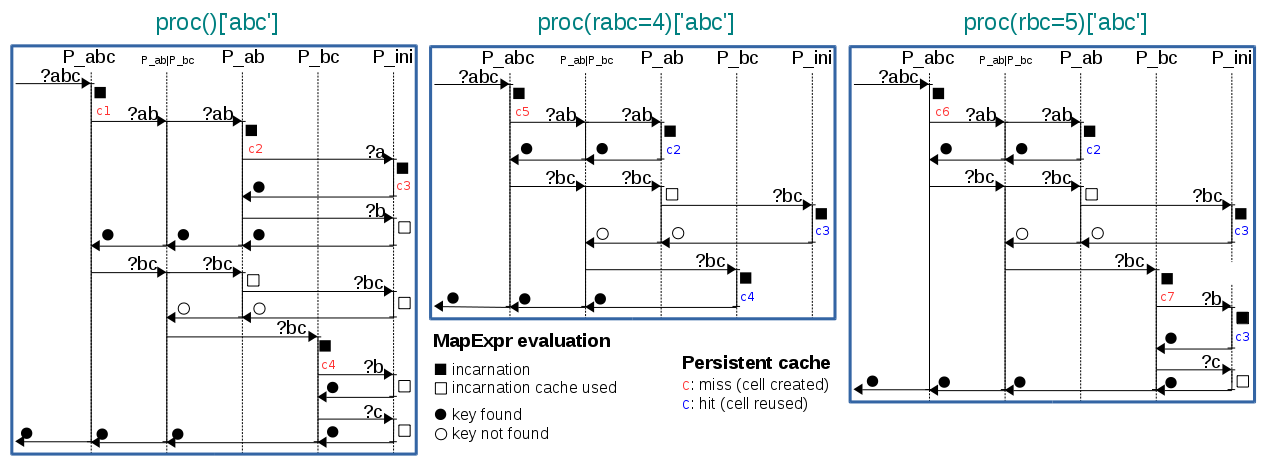 proc()['abc']
P_abc P_ab|P_bc P_ab P_bc P_ini
?abc
c1
?ab ?ab
c2
?a
c3
?b
?bc ?bc
?bc
?bc
c4
?b
?c
proc(rabc=4)['abc']
P_abc P_ab|P_bc P_ab P_bc P_ini
?abc
c5
?ab ?ab
c2
?bc ?bc
?bc
c3
?bc
c4
proc(rbc=5)['abc']
P_abc P_ab|P_bc P_ab P_bc P_ini
?abc
c6
?ab ?ab
c2
?bc ?bc
?bc
c3
?bc
c7
?b
c3
?c
MapExpr evaluation
incarnation
incarnation cache used
key found
key not found
Persistent cache
c: miss (cell created)
c: hit (cell reused)